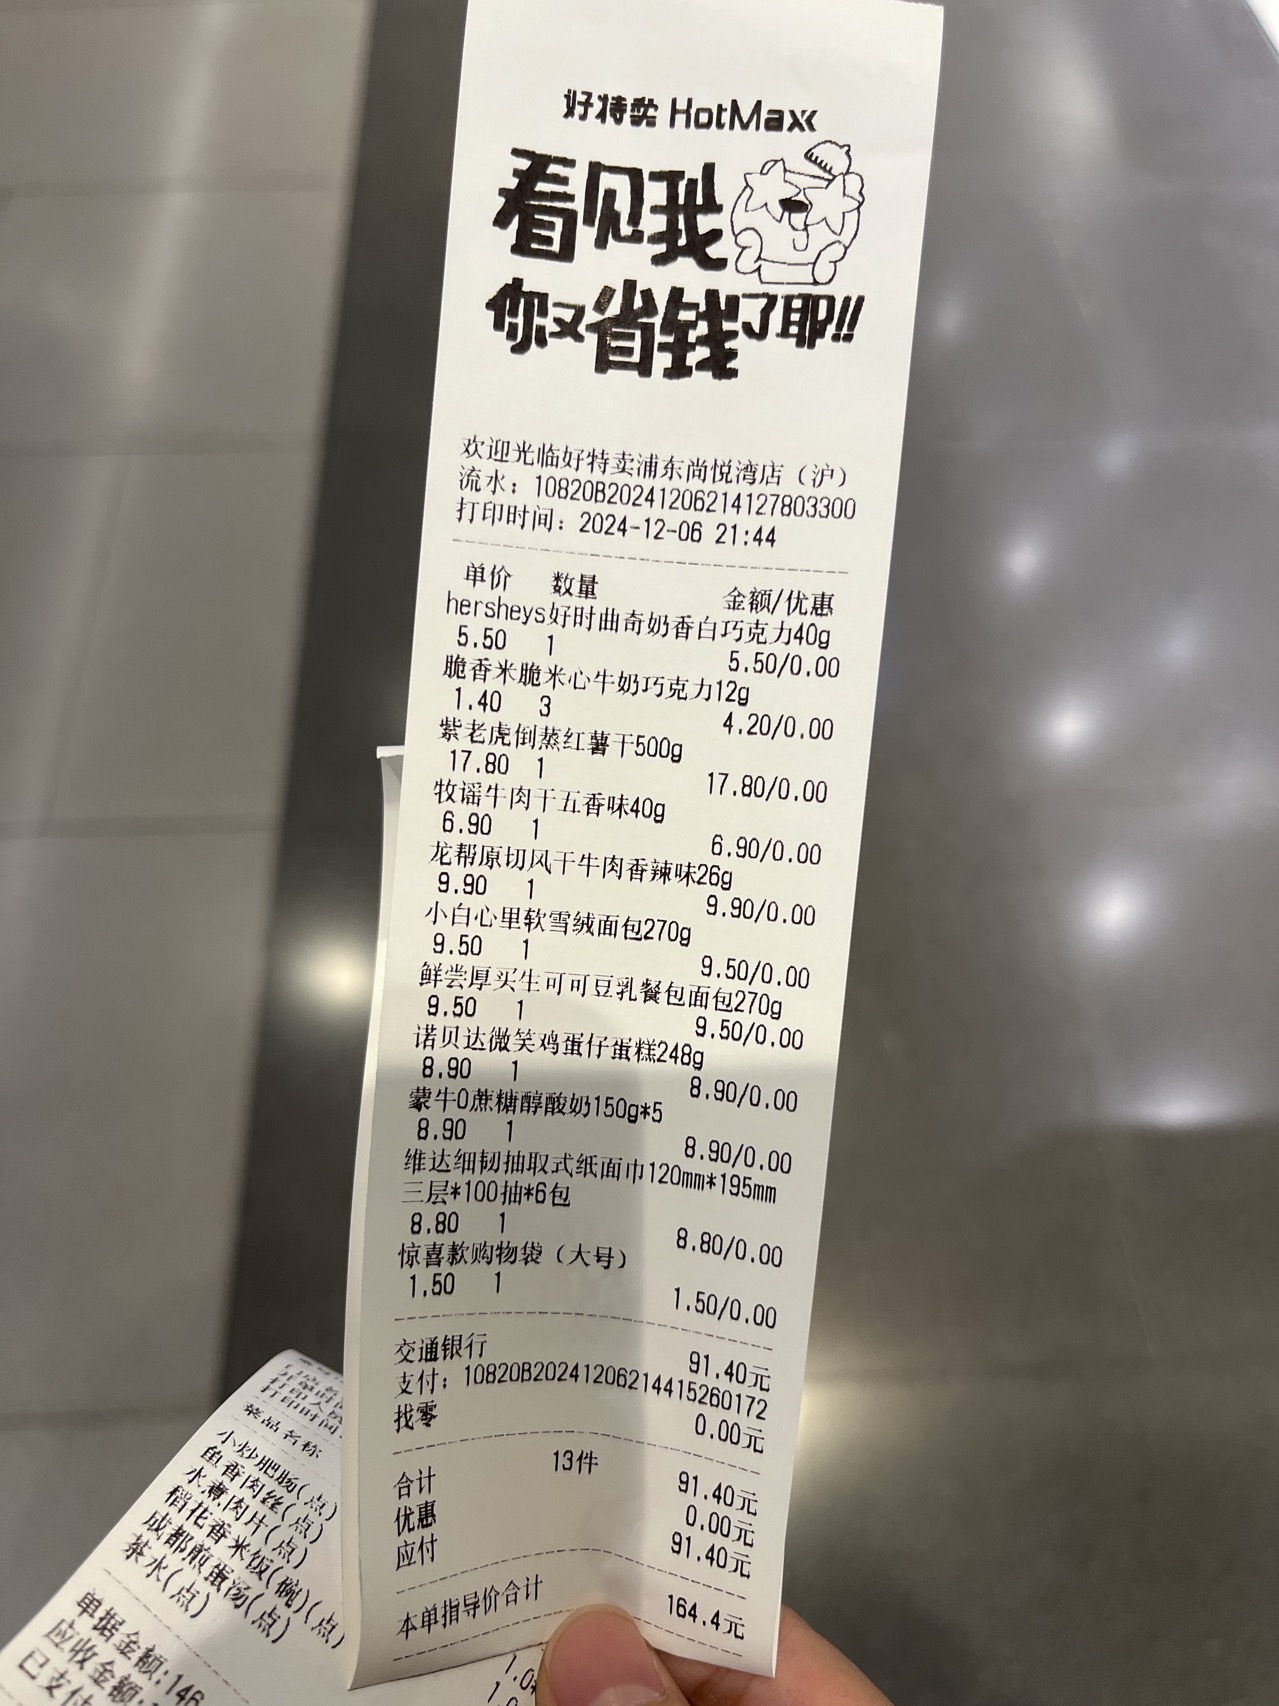 好特卖 HotMaxx
看见我
你又省钱了耶!!
欢迎光临好特卖浦东尚悦湾店（沪）
流水：10820B20241206214127803300
打印时间：2024-12-06 21:44
单价 数量 金额/优惠
hersheys好时曲奇奶香白巧克力40g
5.50 1 5.50/0.00
脆香米脆米心牛奶巧克力12g
1.40 3 4.20/0.00
紫老虎倒蒸红薯干500g
17.80 1 17.80/0.00
牧谣牛肉干五香味40g
6.90 1 6.90/0.00
龙帮原切风干牛肉香辣味26g
9.90 1 9.90/0.00
小白心里软雪绒面包270g
9.50 1 9.50/0.00
鲜尝厚买生可可豆乳餐包面包270g
9.50 1 9.50/0.00
诺贝达微笑鸡蛋仔蛋糕248g
8.90 1 8.90/0.00
蒙牛0蔗糖醇酸奶150g*5
8.90 1 8.90/0.00
维达细韧抽取式纸面巾120mm*195mm
三层*100抽*6包
8.80 1 8.80/0.00
惊喜款购物袋（大号）
1.50 1 1.50/0.00
交通银行 91.40元
支付：10820B20241206214415260172
找零 0.00元
合计 13件 91.40元
优惠 0.00元
应付 91.40元
本单指导价合计 164.4元
打印时间
菜品名称
小炒肥肠(点)
鱼香肉丝(点)
水煮肉片(点)
稻花香米饭(碗)(点)
成都煎蛋汤(点)
茶水(点)
单据金额:146
应收金额:
已支付
1.0
1.0